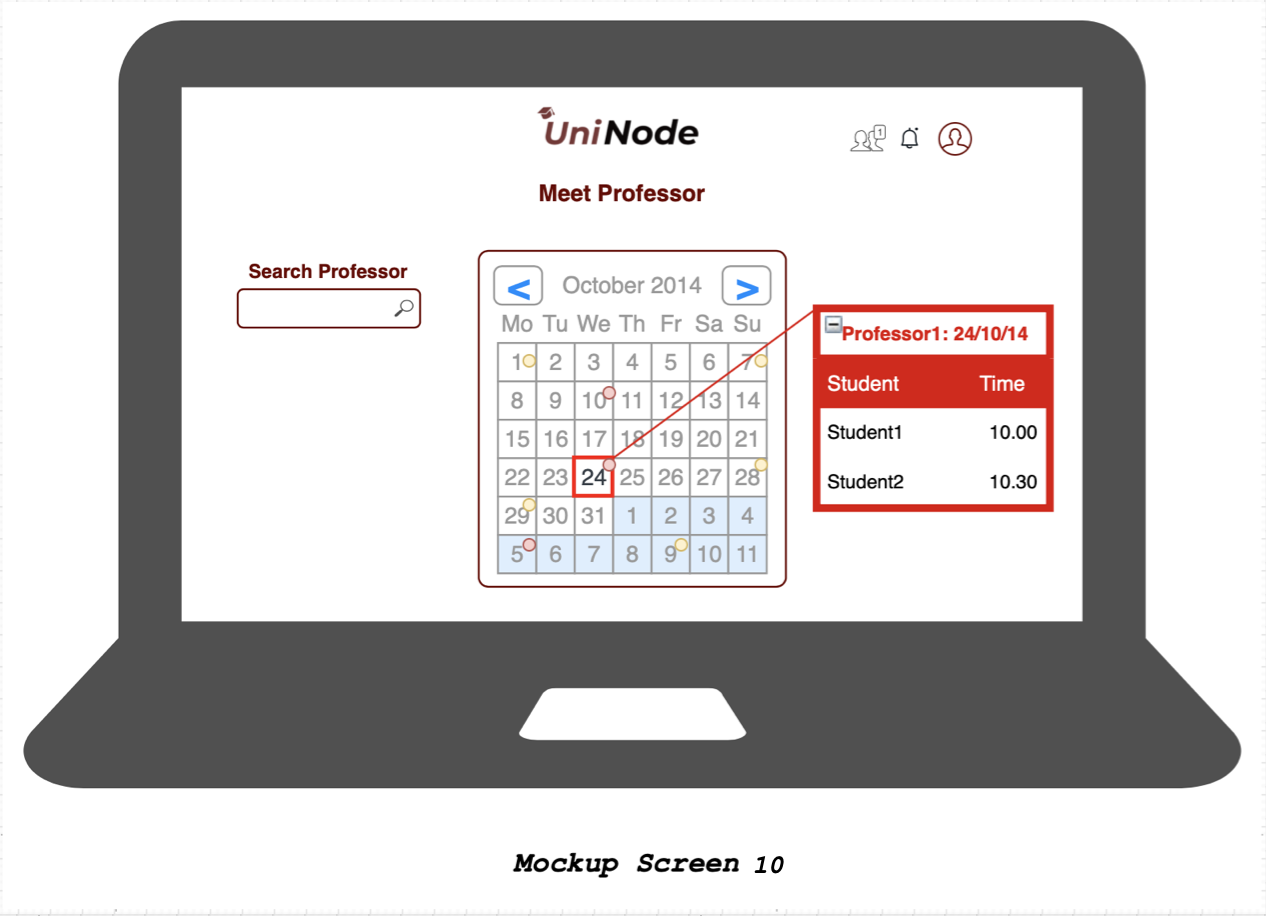 UniNode
1
Meet Professor
Search Professor
< October 2014 >
Mo Tu We Th Fr Sa Su
1 2 3 4 5 6 7
8 9 10 11 12 13 14
15 16 17 18 19 20 21
22 23 24 25 26 27 28
29 30 31 1 2 3 4
5 6 7 8 9 10 11
Professor1: 24/10/14
Student Time
Student1 10.00
Student2 10.30
Mockup Screen 10